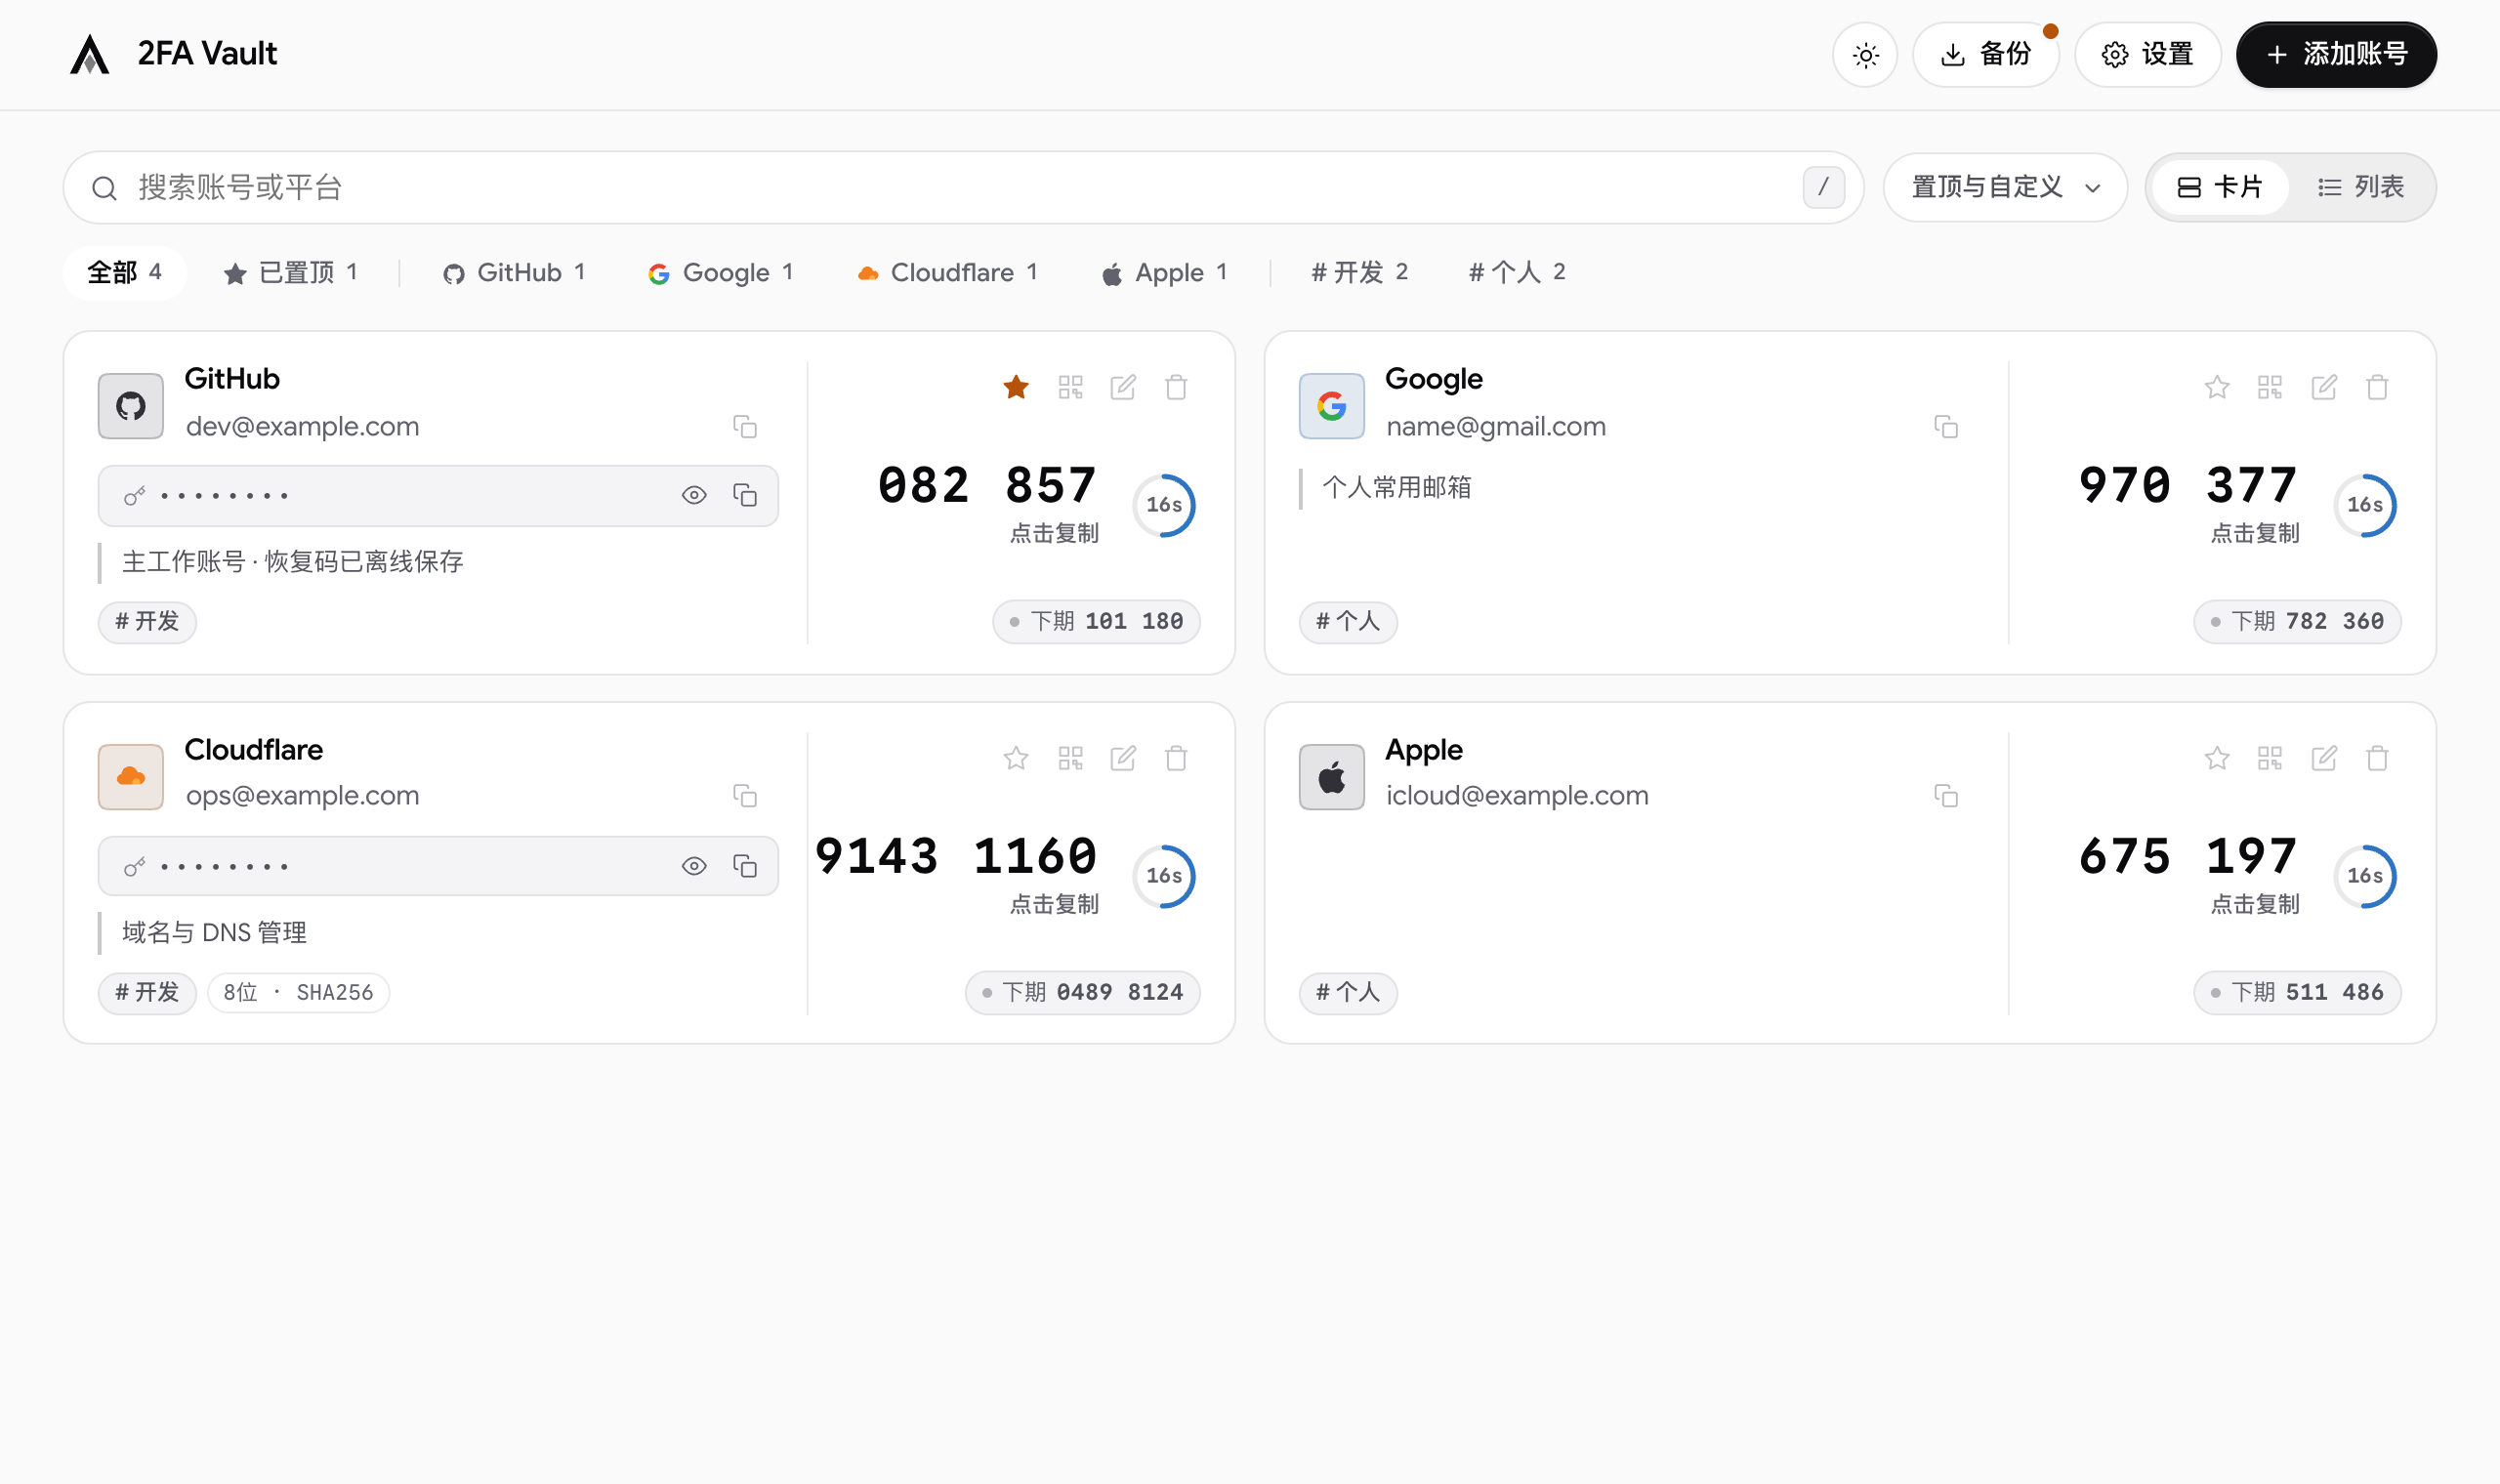 2FA Vault
备份
设置
添加账号
搜索账号或平台
/
置顶与自定义
卡片
列表
全部 4
已置顶 1
GitHub 1
Google 1
Cloudflare 1
Apple 1
# 开发 2
# 个人 2
GitHub
dev@example.com
••••••••
主工作账号 · 恢复码已离线保存
# 开发
082 857
点击复制
16s
下期 101 180
Google
name@gmail.com
个人常用邮箱
# 个人
970 377
点击复制
16s
下期 782 360
Cloudflare
ops@example.com
••••••••
域名与 DNS 管理
# 开发
8位 · SHA256
9143 1160
点击复制
16s
下期 0489 8124
Apple
icloud@example.com
# 个人
675 197
点击复制
16s
下期 511 486